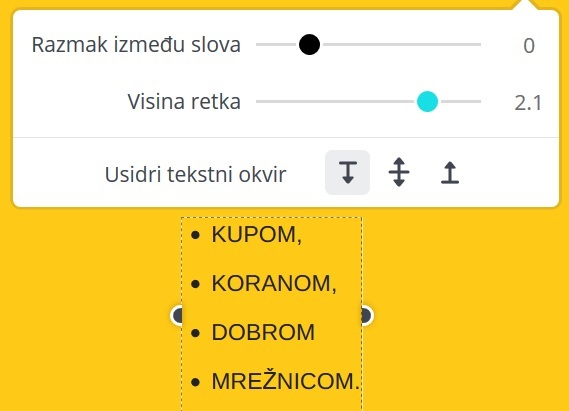 Razmak između slova 0
Visina retka 2.1
Usidri tekstni okvir
• KUPOM,
• KORANOM,
• DOBROM
• MREŽNICOM.